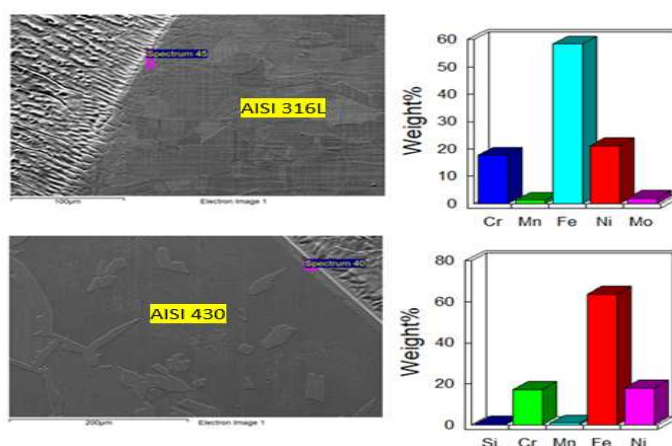 Spectrum 45
AISI 316L
100µm
Electron Image 1
Weight%
60
50
40
30
20
10
0
Cr Mn Fe Ni Mo
Spectrum 40
AISI 430
200µm
Electron Image 1
Weight%
80
60
40
20
0
Si Cr Mn Fe Ni